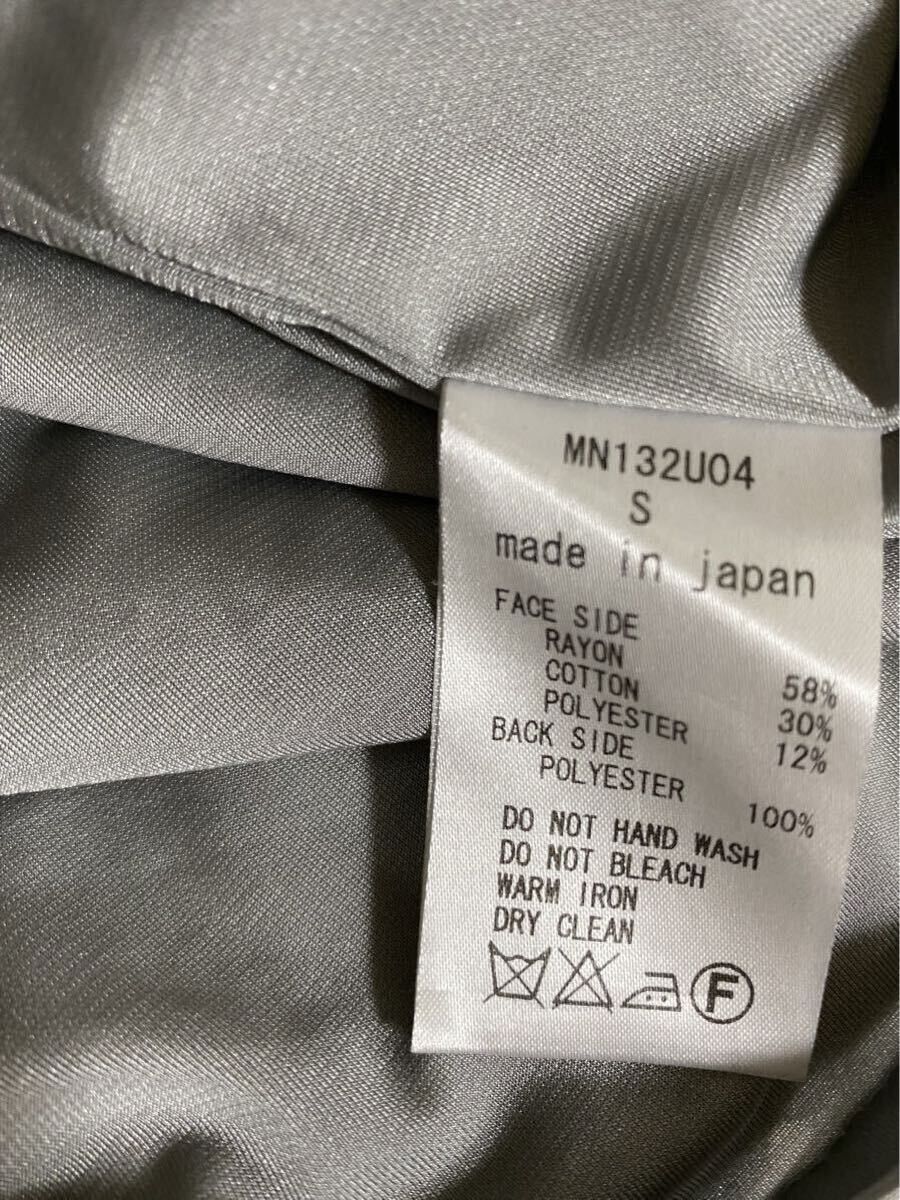 MN132U04
S
made in japan
FACE SIDE
RAYON 58%
COTTON 30%
POLYESTER 12%
BACK SIDE
POLYESTER 100%
DO NOT HAND WASH
DO NOT BLEACH
WARM IRON
DRY CLEAN
F